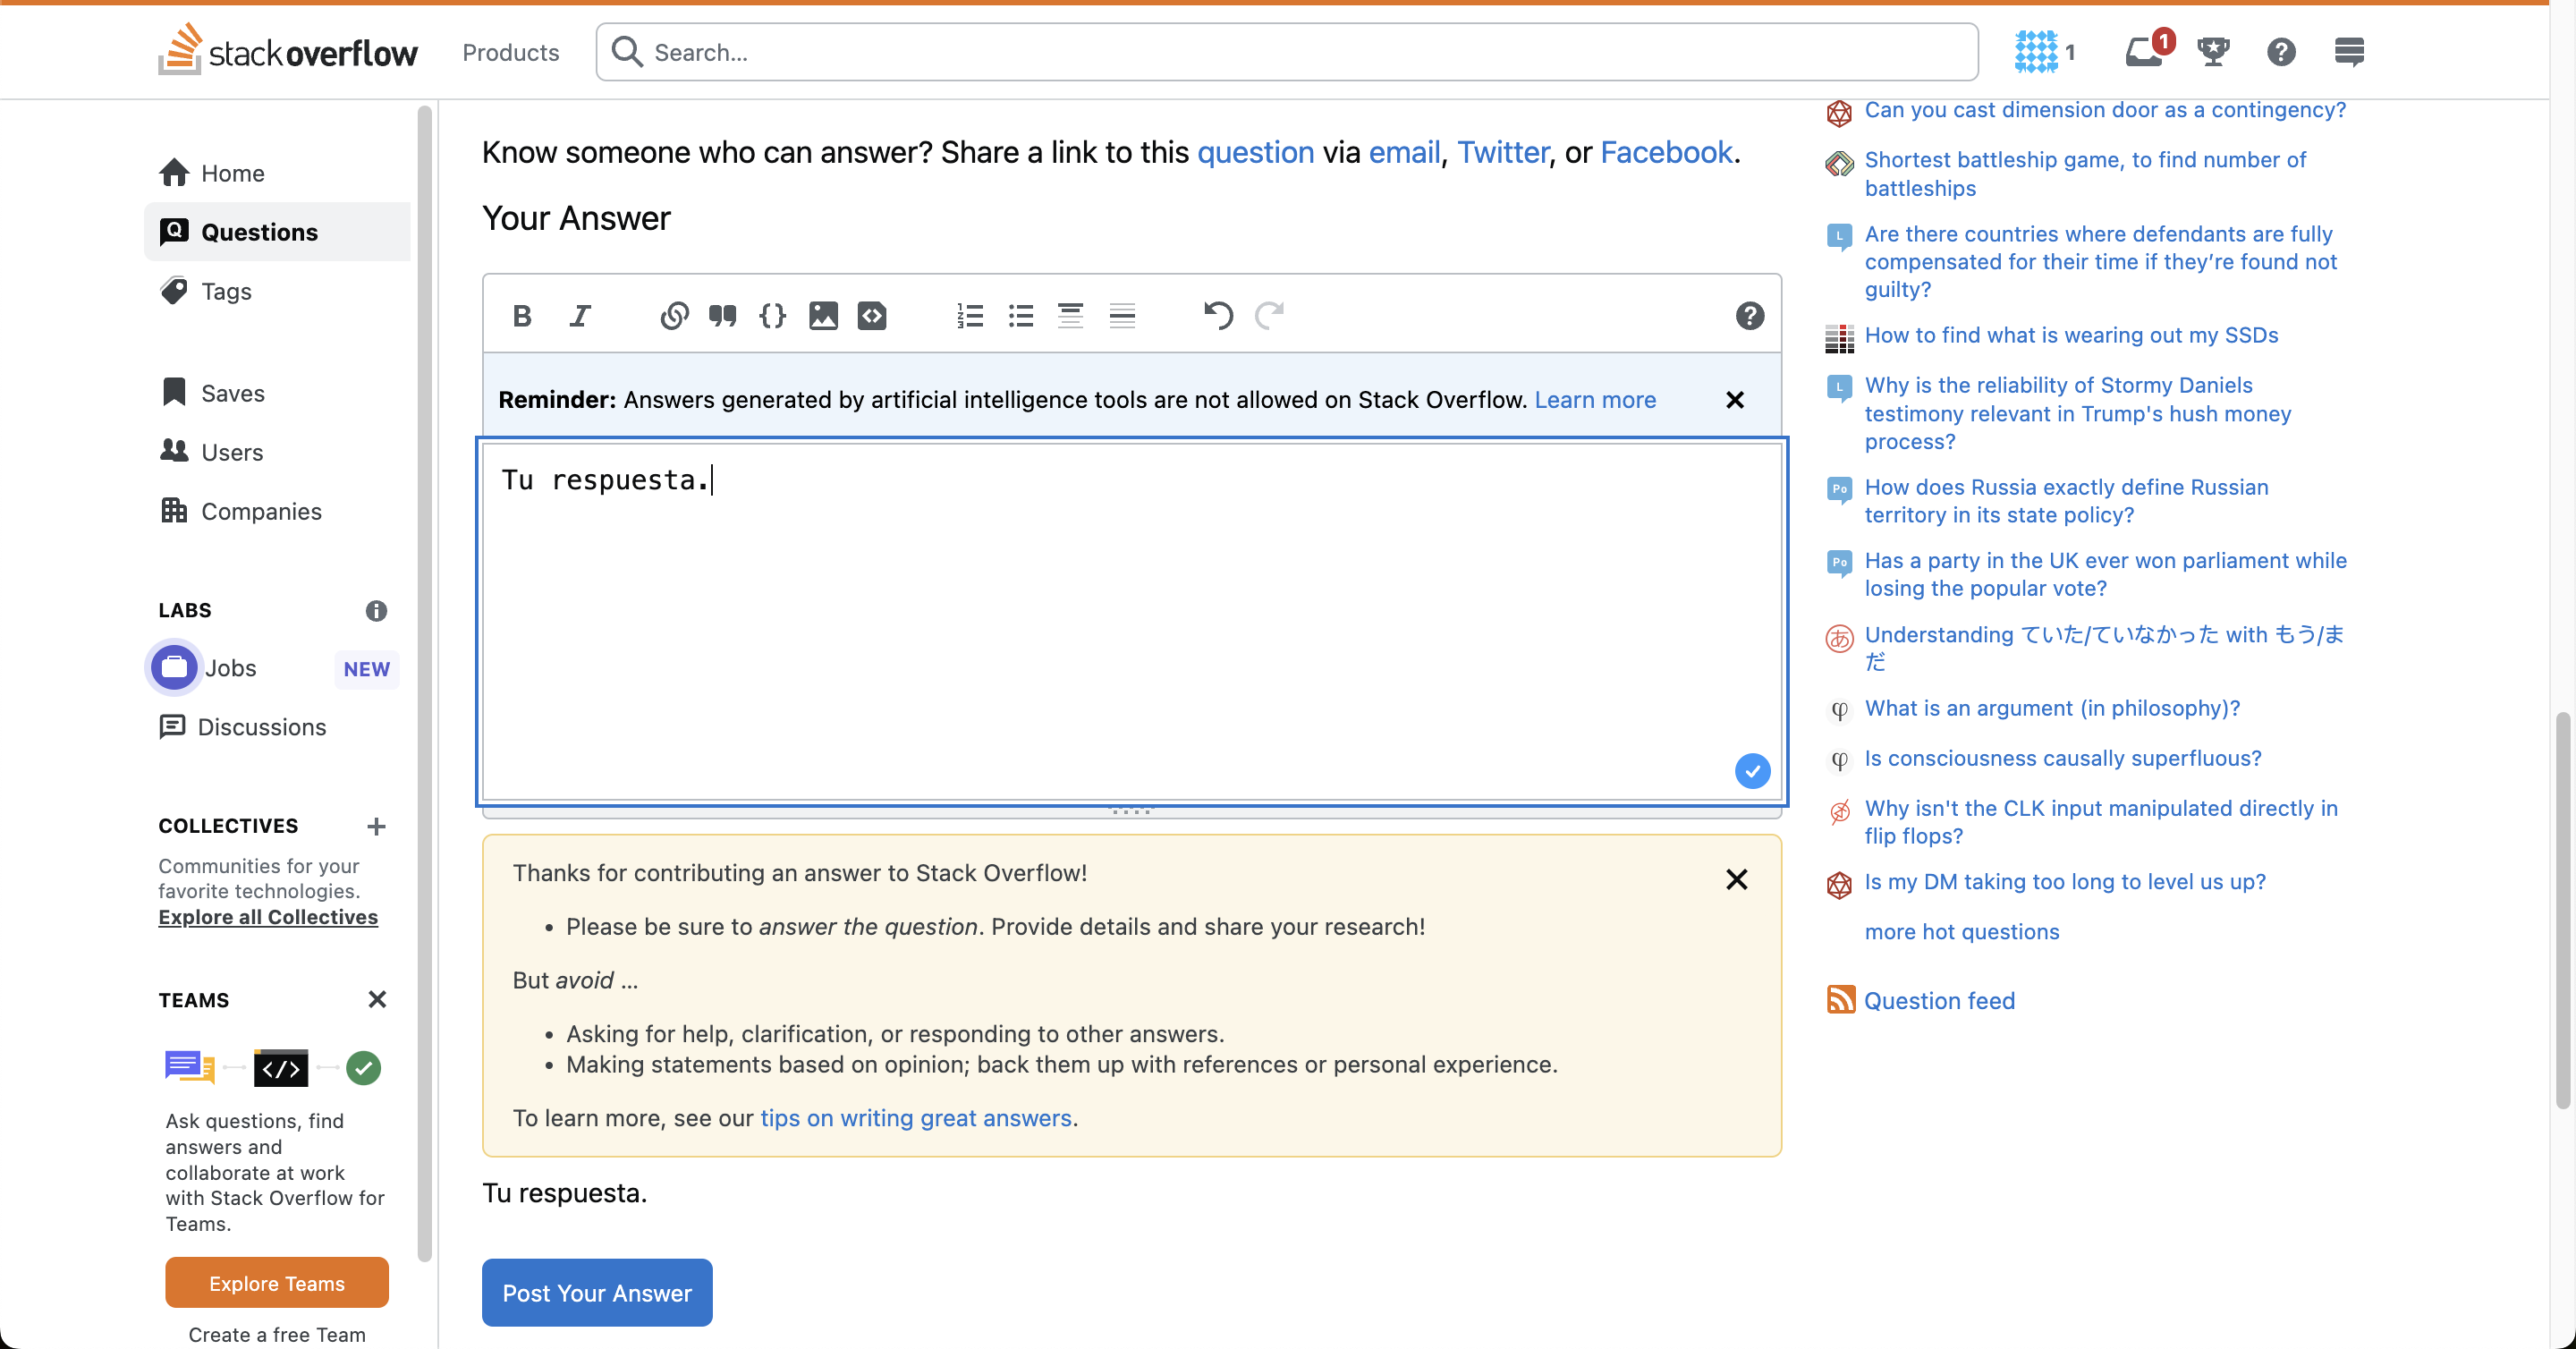 stackoverflow
Products
Search...
1
1
Home
Questions
Tags
Saves
Users
Companies
LABS
Jobs
NEW
Discussions
COLLECTIVES
Communities for your
favorite technologies.
Explore all Collectives
TEAMS
Ask questions, find
answers and
collaborate at work
with Stack Overflow for
Teams.
Explore Teams
Create a free Team
Know someone who can answer? Share a link to this question via email, Twitter, or Facebook.
Your Answer
Reminder: Answers generated by artificial intelligence tools are not allowed on Stack Overflow. Learn more
Tu respuesta.
Thanks for contributing an answer to Stack Overflow!
• Please be sure to answer the question. Provide details and share your research!
But avoid ...
• Asking for help, clarification, or responding to other answers.
• Making statements based on opinion; back them up with references or personal experience.
To learn more, see our tips on writing great answers.
Tu respuesta.
Post Your Answer
Can you cast dimension door as a contingency?
Shortest battleship game, to find number of
battleships
Are there countries where defendants are fully
compensated for their time if they’re found not
guilty?
How to find what is wearing out my SSDs
Why is the reliability of Stormy Daniels
testimony relevant in Trump's hush money
process?
How does Russia exactly define Russian
territory in its state policy?
Has a party in the UK ever won parliament while
losing the popular vote?
Understanding ていた/ていなかった with もう/ま
だ
What is an argument (in philosophy)?
Is consciousness causally superfluous?
Why isn't the CLK input manipulated directly in
flip flops?
Is my DM taking too long to level us up?
more hot questions
Question feed